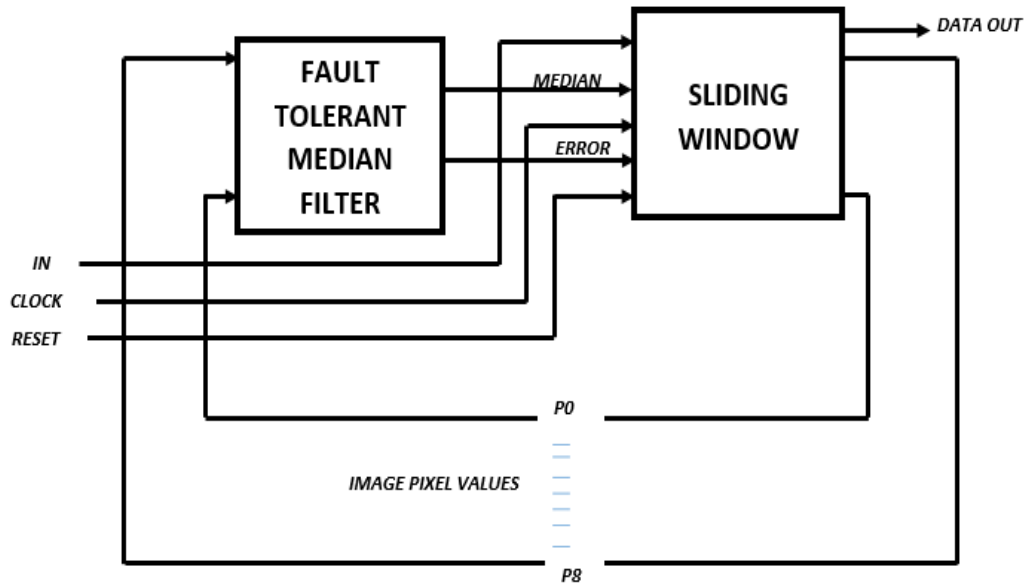 DATA OUT
FAULT
TOLERANT
MEDIAN
FILTER
MEDIAN
ERROR
SLIDING
WINDOW
IN
CLOCK
RESET
P0
IMAGE PIXEL VALUES
P8